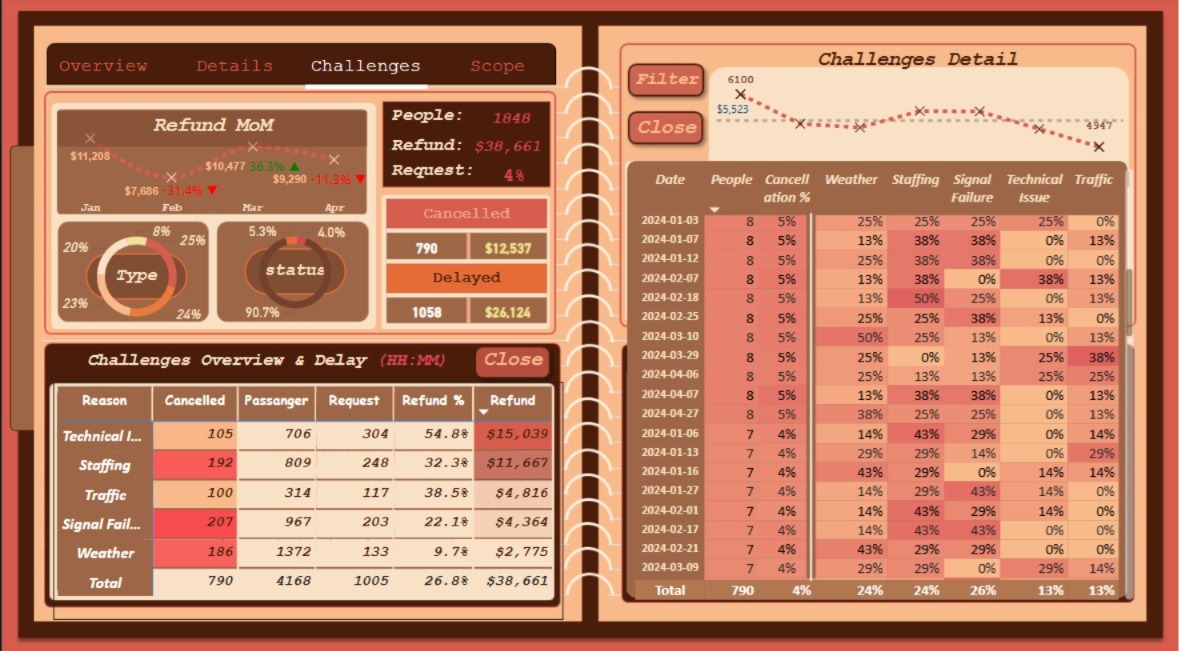 Overview Details Challenges Scope
Refund MoM
$11,208
$7,686 -31.4% ▼
$10,477 36.3% ▲
$9,290 -11.3% ▼
Jan Feb Mar Apr
People: 1848
Refund: $38,661
Request: 4%
Cancelled
790 $12,537
Delayed
1058 $26,124
Type
8%
25%
24%
23%
20%
status
5.3% 4.0%
90.7%
Challenges Overview & Delay (HH:MM) Close
Reason Cancelled Passanger Request Refund % Refund
Technical I... 105 706 304 54.8% $15,039
Staffing 192 809 248 32.3% $11,667
Traffic 100 314 117 38.5% $4,816
Signal Fail... 207 967 203 22.1% $4,364
Weather 186 1372 133 9.7% $2,775
Total 790 4168 1005 26.8% $38,661
Challenges Detail
Filter
Close
6100
$5,523
4947
Date People Cancell ation % Weather Staffing Signal Failure Technical Issue Traffic
2024-01-03 8 5% 25% 25% 25% 25% 0%
2024-01-07 8 5% 13% 38% 38% 0% 13%
2024-01-12 8 5% 25% 38% 38% 0% 0%
2024-02-07 8 5% 13% 38% 0% 38% 13%
2024-02-18 8 5% 13% 50% 25% 0% 13%
2024-02-25 8 5% 25% 25% 38% 13% 0%
2024-03-10 8 5% 50% 25% 13% 0% 13%
2024-03-29 8 5% 25% 0% 13% 25% 38%
2024-04-06 8 5% 25% 13% 13% 25% 25%
2024-04-07 8 5% 13% 38% 38% 0% 13%
2024-04-27 8 5% 38% 25% 25% 0% 13%
2024-01-06 7 4% 14% 43% 29% 0% 14%
2024-01-13 7 4% 29% 29% 14% 0% 29%
2024-01-16 7 4% 43% 29% 0% 14% 14%
2024-01-27 7 4% 14% 29% 43% 14% 0%
2024-02-01 7 4% 14% 43% 29% 14% 0%
2024-02-17 7 4% 14% 43% 43% 0% 0%
2024-02-21 7 4% 43% 29% 29% 0% 0%
2024-03-09 7 4% 29% 29% 0% 29% 14%
Total 790 4% 24% 24% 26% 13% 13%